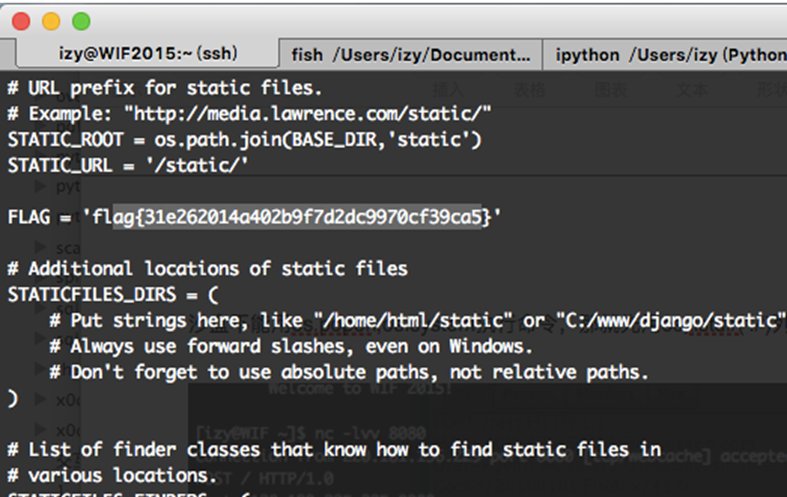 izy@WIF2015:~ (ssh)
fish /Users/izy/Document...
ipython /Users/izy (Python
# URL prefix for static files.
# Example: "http://media.lawrence.com/static/"
STATIC_ROOT = os.path.join(BASE_DIR,'static')
STATIC_URL = '/static/'
FLAG = 'flag{31e262014a402b9f7d2dc9970cf39ca5}'
# Additional locations of static files
STATICFILES_DIRS = (
# Put strings here, like "/home/html/static" or "C:/www/django/static"
# Always use forward slashes, even on Windows.
# Don't forget to use absolute paths, not relative paths.
)
Welcome to WIF 2015!
[izy@WIF ~]$ nc -lvv 8080
# List of finder classes that know how to find static files in
accepted
# various locations.
/ HTTP/1.0
STATICFILES_FINDERS = (